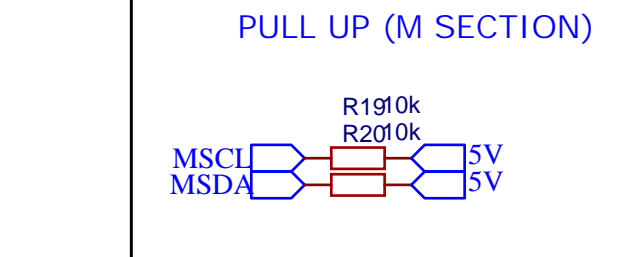 PULL UP (M SECTION)
R19 10k
R20 10k
MSCL 5V
MSDA 5V